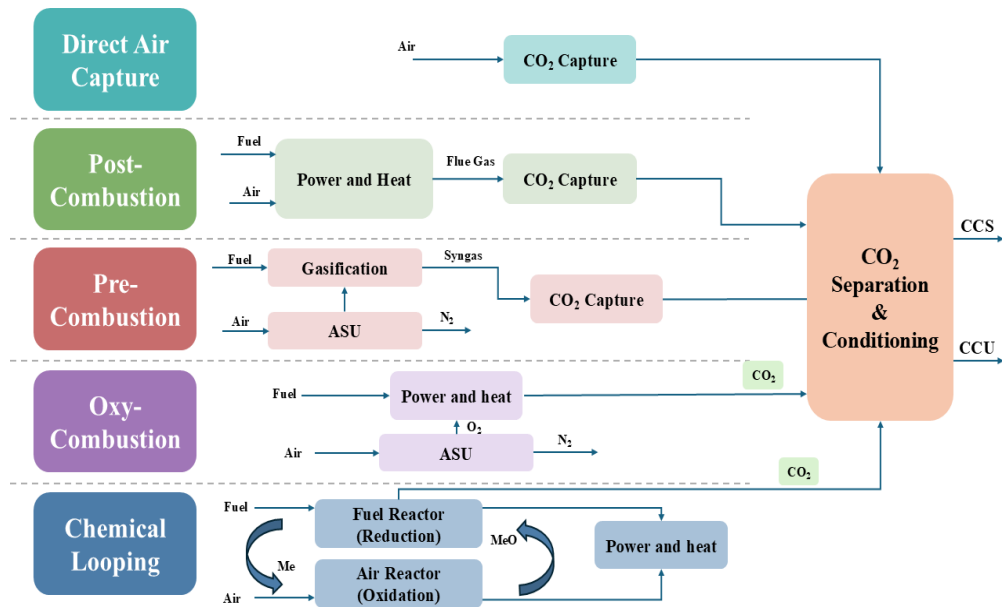 Direct Air
Capture
Air
CO₂ Capture
Post-
Combustion
Fuel
Air
Power and Heat
Flue Gas
CO₂ Capture
Pre-
Combustion
Fuel
Gasification
Syngas
CO₂ Capture
Air
ASU
N₂
Oxy-
Combustion
Fuel
Power and heat
CO₂
O₂
Air
ASU
N₂
Chemical
Looping
CO₂
Fuel
Fuel Reactor
(Reduction)
MeO
Me
Power and heat
Air
Air Reactor
(Oxidation)
CO₂
Separation
&
Conditioning
CCS
CCU